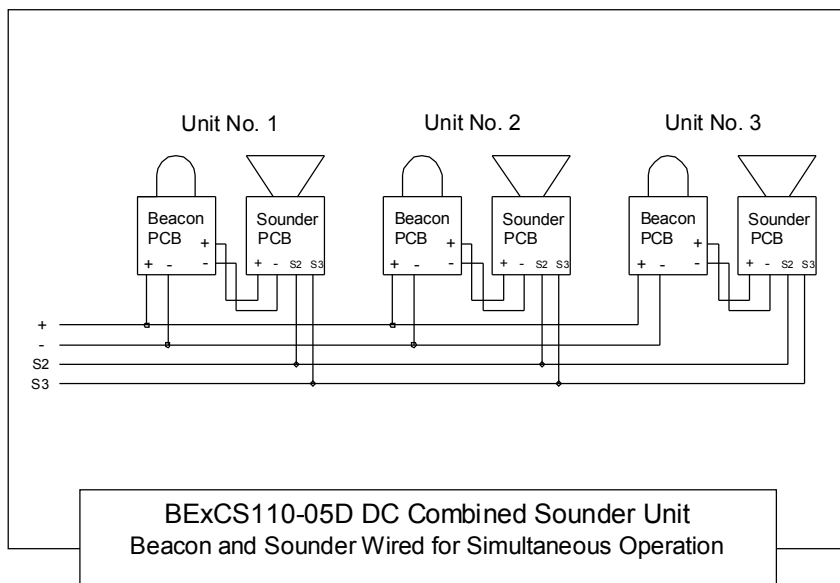 Unit No. 1
Unit No. 2
Unit No. 3
Beacon
PCB
+
-
+ -
Sounder
PCB
+ - S2 S3
Beacon
PCB
+
-
+ -
Sounder
PCB
+ - S2 S3
Beacon
PCB
+
-
+ -
Sounder
PCB
+ - S2 S3
+
-
S2
S3
BExCS110-05D DC Combined Sounder Unit
Beacon and Sounder Wired for Simultaneous Operation